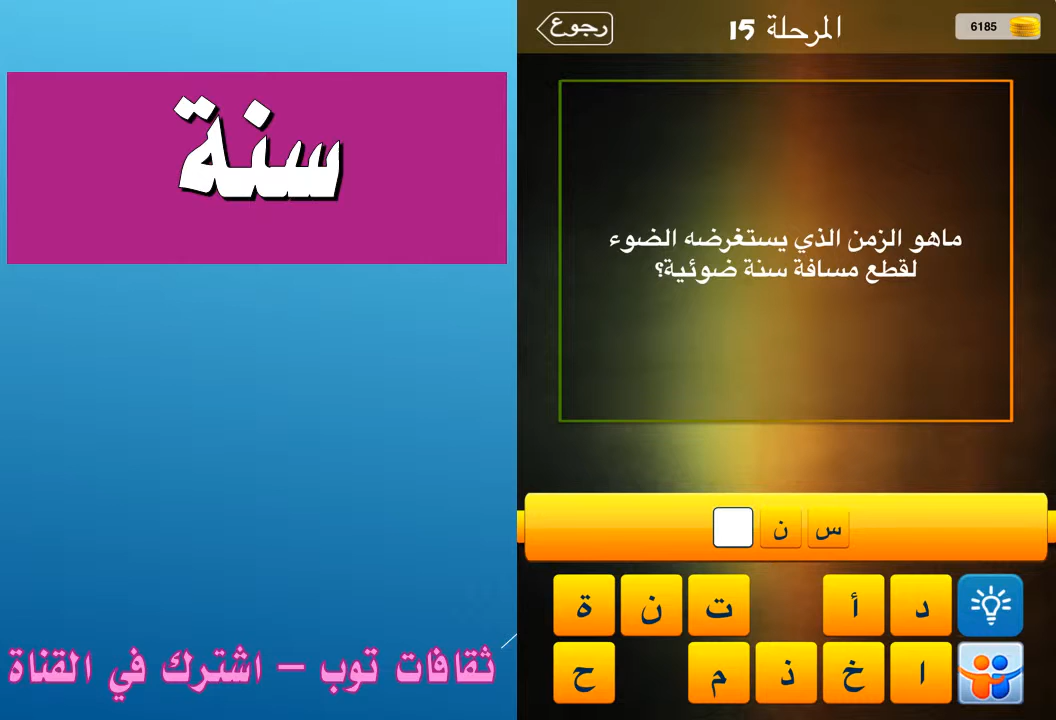 سنة
ثقافات توب – اشترك في القناة
رجوع
المرحلة 15
6185
ماهو الزمن الذي يستغرضه الضوء
لقطع مسافة سنة ضوئية؟
س ن
د أ ت ن ة
ا خ ذ م ح